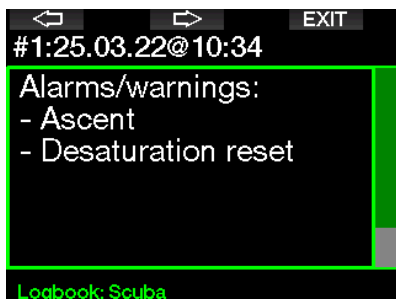 EXIT
#1:25.03.22@10:34
Alarms/warnings:
- Ascent
- Desaturation reset
Logbook: Scuba